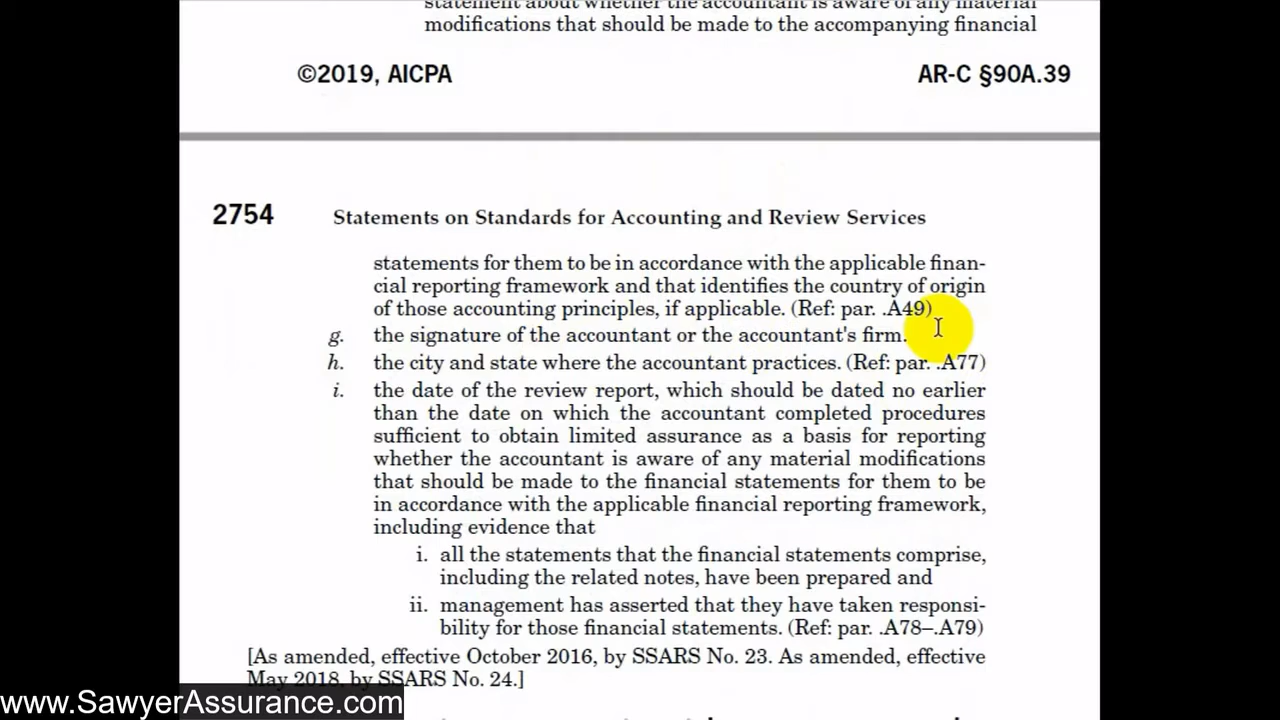 statement about whether the accountant is aware of any material
modifications that should be made to the accompanying financial
©2019, AICPA AR-C §90A.39
2754 Statements on Standards for Accounting and Review Services
statements for them to be in accordance with the applicable finan-
cial reporting framework and that identifies the country of origin
of those accounting principles, if applicable. (Ref: par. .A49)
g. the signature of the accountant or the accountant's firm.
h. the city and state where the accountant practices. (Ref: par. .A77)
i. the date of the review report, which should be dated no earlier
than the date on which the accountant completed procedures
sufficient to obtain limited assurance as a basis for reporting
whether the accountant is aware of any material modifications
that should be made to the financial statements for them to be
in accordance with the applicable financial reporting framework,
including evidence that
i. all the statements that the financial statements comprise,
including the related notes, have been prepared and
ii. management has asserted that they have taken responsi-
bility for those financial statements. (Ref: par. .A78–.A79)
[As amended, effective October 2016, by SSARS No. 23. As amended, effective
May 2018, by SSARS No. 24.]
www.SawyerAssurance.com